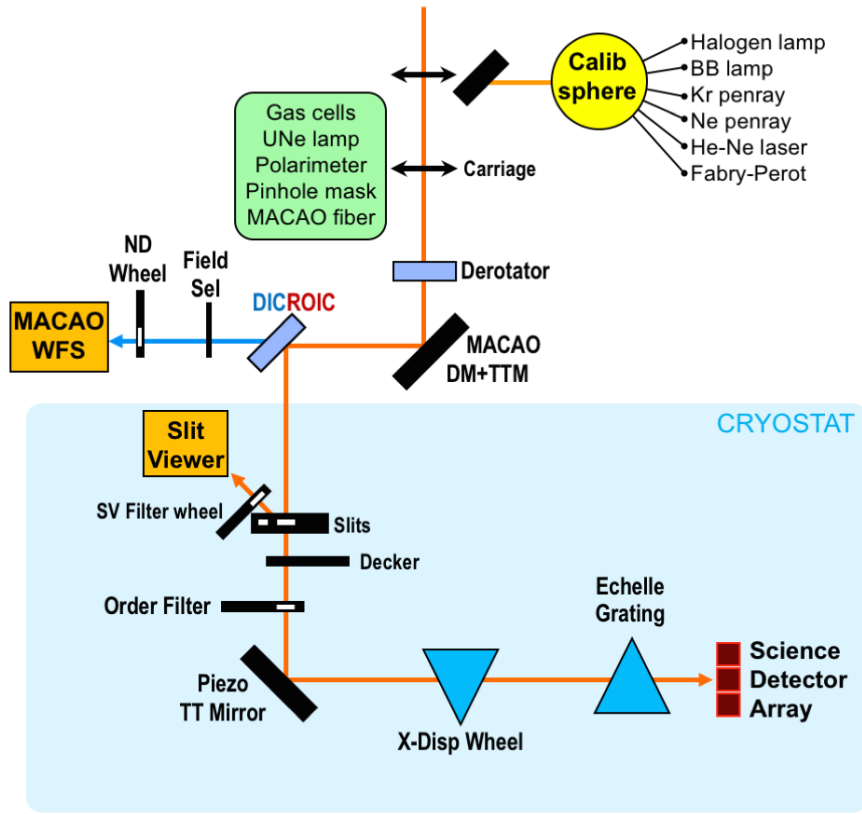 Halogen lamp
BB lamp
Kr penray
Ne penray
He-Ne laser
Fabry-Perot
Calib
sphere
Gas cells
UNe lamp
Polarimeter
Pinhole mask
MACAO fiber
Carriage
ND
Wheel
Field
Sel
Derotator
DICROIC
MACAO
WFS
MACAO
DM+TTM
CRYOSTAT
Slit
Viewer
SV Filter wheel
Slits
Decker
Order Filter
Echelle
Grating
Science
Detector
Array
Piezo
TT Mirror
X-Disp Wheel